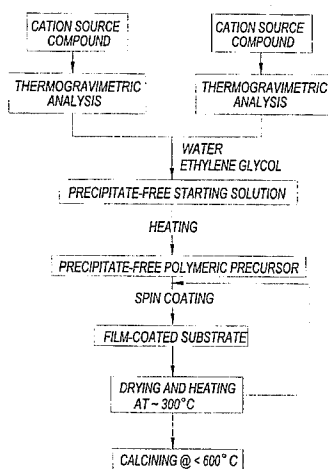 CATION SOURCE
COMPOUND
CATION SOURCE
COMPOUND
THERMOGRAVIMETRIC
ANALYSIS
THERMOGRAVIMETRIC
ANALYSIS
WATER
ETHYLENE GLYCOL
PRECIPITATE-FREE STARTING SOLUTION
HEATING
PRECIPITATE-FREE POLYMERIC PRECURSOR
SPIN COATING
FILM-COATED SUBSTRATE
DRYING AND HEATING
AT ~ 300°C
CALCINING @ < 600°C